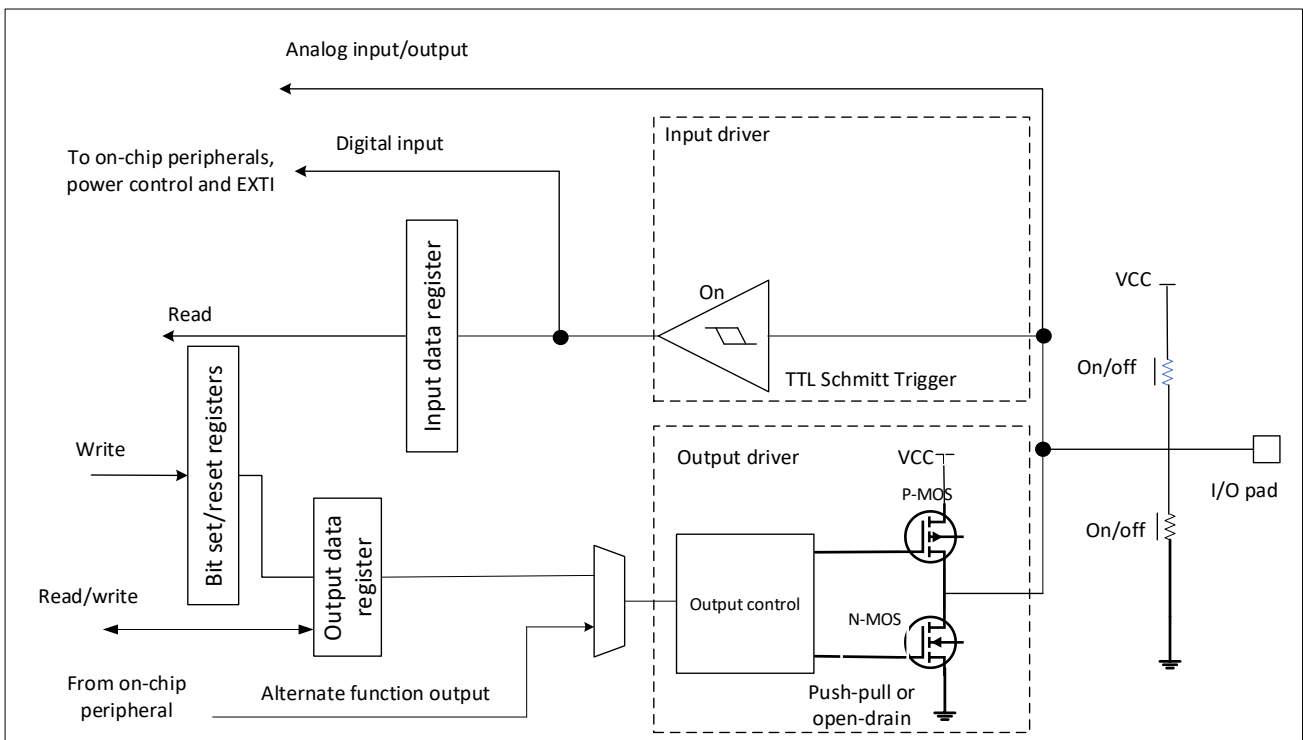 Analog input/output
Digital input
To on-chip peripherals,
power control and EXTI
Input driver
On
TTL Schmitt Trigger
Read
Input data register
Bit set/reset registers
Write
Output data
register
Read/write
From on-chip
peripheral
Alternate function output
Output driver
VCC
P-MOS
Output control
N-MOS
Push-pull or
open-drain
VCC
On/off
On/off
I/O pad